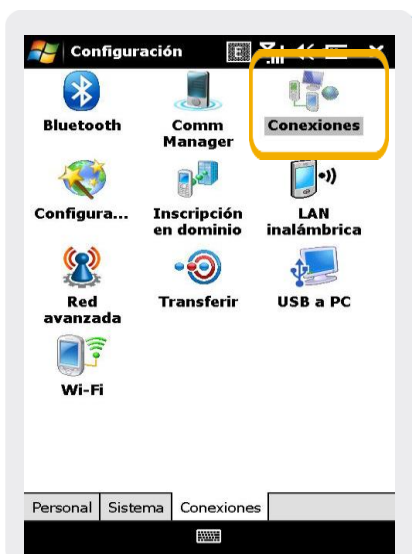 Configuración
E
Bluetooth
Comm
Manager
Conexiones
Configura...
Inscripción
en dominio
LAN
inalámbrica
Red
avanzada
Transferir
USB a PC
Wi-Fi
Personal
Sistema
Conexiones